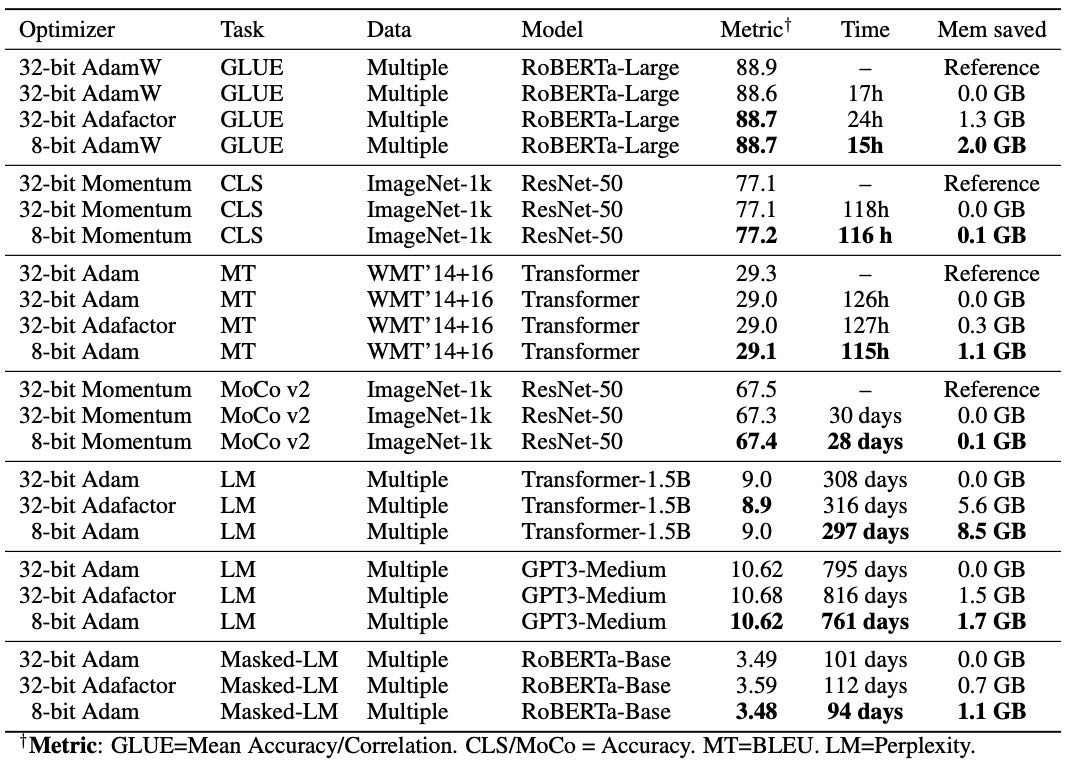 Optimizer Task Data Model Metric† Time Mem saved
32-bit AdamW GLUE Multiple RoBERTa-Large 88.9 – Reference
32-bit AdamW GLUE Multiple RoBERTa-Large 88.6 17h 0.0 GB
32-bit Adafactor GLUE Multiple RoBERTa-Large 88.7 24h 1.3 GB
8-bit AdamW GLUE Multiple RoBERTa-Large 88.7 15h 2.0 GB
32-bit Momentum CLS ImageNet-1k ResNet-50 77.1 – Reference
32-bit Momentum CLS ImageNet-1k ResNet-50 77.1 118h 0.0 GB
8-bit Momentum CLS ImageNet-1k ResNet-50 77.2 116 h 0.1 GB
32-bit Adam MT WMT’14+16 Transformer 29.3 – Reference
32-bit Adam MT WMT’14+16 Transformer 29.0 126h 0.0 GB
32-bit Adafactor MT WMT’14+16 Transformer 29.0 127h 0.3 GB
8-bit Adam MT WMT’14+16 Transformer 29.1 115h 1.1 GB
32-bit Momentum MoCo v2 ImageNet-1k ResNet-50 67.5 – Reference
32-bit Momentum MoCo v2 ImageNet-1k ResNet-50 67.3 30 days 0.0 GB
8-bit Momentum MoCo v2 ImageNet-1k ResNet-50 67.4 28 days 0.1 GB
32-bit Adam LM Multiple Transformer-1.5B 9.0 308 days 0.0 GB
32-bit Adafactor LM Multiple Transformer-1.5B 8.9 316 days 5.6 GB
8-bit Adam LM Multiple Transformer-1.5B 9.0 297 days 8.5 GB
32-bit Adam LM Multiple GPT3-Medium 10.62 795 days 0.0 GB
32-bit Adafactor LM Multiple GPT3-Medium 10.68 816 days 1.5 GB
8-bit Adam LM Multiple GPT3-Medium 10.62 761 days 1.7 GB
32-bit Adam Masked-LM Multiple RoBERTa-Base 3.49 101 days 0.0 GB
32-bit Adafactor Masked-LM Multiple RoBERTa-Base 3.59 112 days 0.7 GB
8-bit Adam Masked-LM Multiple RoBERTa-Base 3.48 94 days 1.1 GB
†Metric: GLUE=Mean Accuracy/Correlation. CLS/MoCo = Accuracy. MT=BLEU. LM=Perplexity.